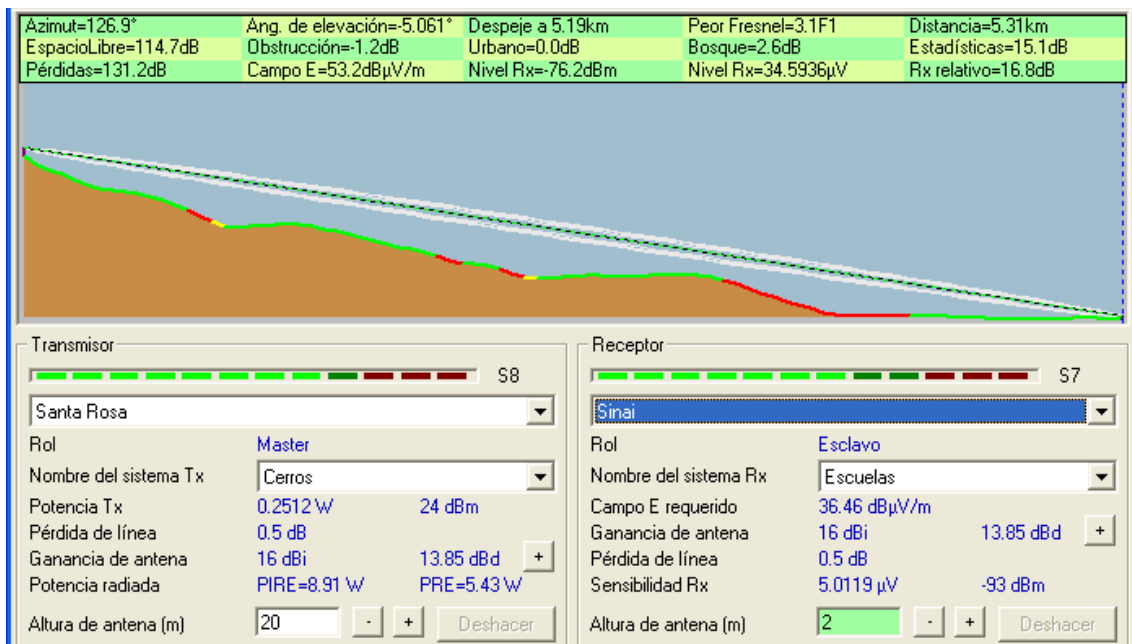 Azimut=126.9° Ang. de elevación=-5.061° Despeje a 5.19km Peor Fresnel=3.1F1 Distancia=5.31km
EspacioLibre=114.7dB Obstrucción=-1.2dB Urbano=0.0dB Bosque=2.6dB Estadísticas=15.1dB
Pérdidas=131.2dB Campo E=53.2dBµV/m Nivel Rx=-76.2dBm Nivel Rx=34.5936µV Rx relativo=16.8dB
Transmisor
S8
Santa Rosa
Rol Master
Nombre del sistema Tx Cerros
Potencia Tx 0.2512 W 24 dBm
Pérdida de línea 0.5 dB
Ganancia de antena 16 dBi 13.85 dBd +
Potencia radiada PIRE=8.91 W PRE=5.43 W
Altura de antena (m) 20 - + Deshacer
Receptor
S7
Sinai
Rol Esclavo
Nombre del sistema Rx Escuelas
Campo E requerido 36.46 dBµV/m
Ganancia de antena 16 dBi 13.85 dBd +
Pérdida de línea 0.5 dB
Sensibilidad Rx 5.0119 µV -93 dBm
Altura de antena (m) 2 - + Deshacer